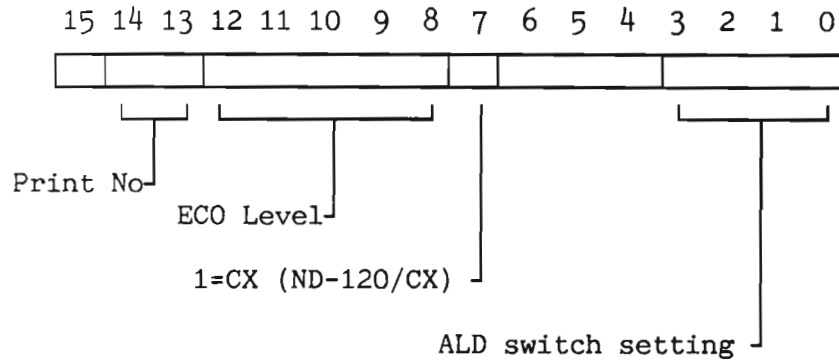 15 14 13 12 11 10 9 8 7 6 5 4 3 2 1 0
Print No
ECO Level
1=CX (ND-120/CX)
ALD switch setting